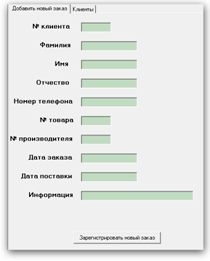 Добавить новый заказ Клиенты
№ клиента
Фамилия
Имя
Отчество
Номер телефона
№ товара
№ производителя
Дата заказа
Дата поставки
Информация
Зарегистрировать новый заказ